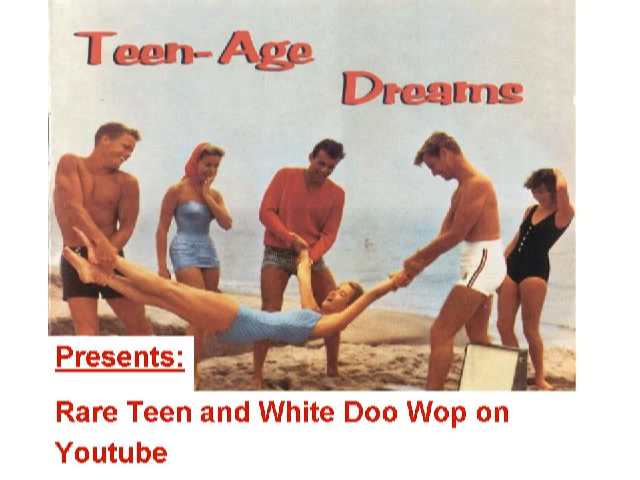 Teen-Age
Dreams
Presents:
Rare Teen and White Doo Wop on
Youtube